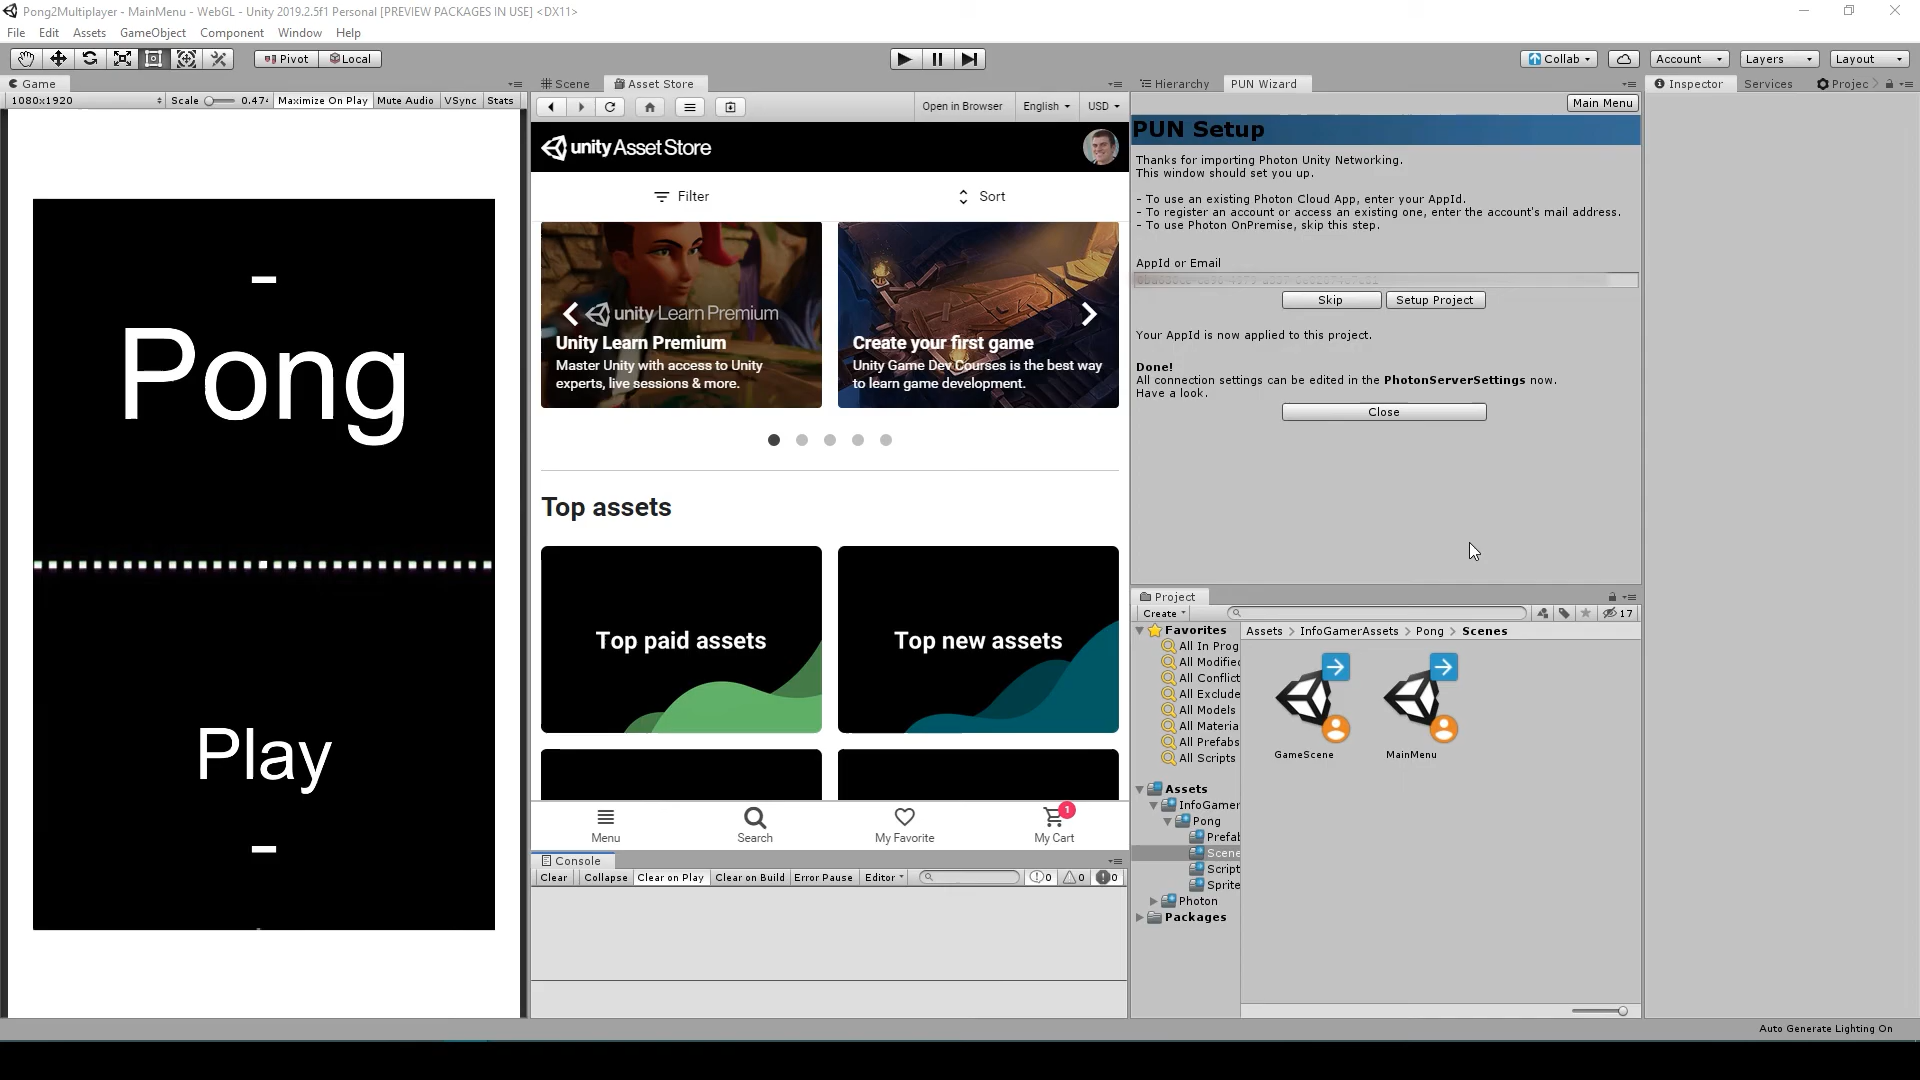 Pong2Multiplayer - MainMenu - WebGL - Unity 2019.2.5f1 Personal [PREVIEW PACKAGES IN USE] <DX11>
File Edit Assets GameObject Component Window Help
Pivot Local
Collab Account Layers Layout
Game
1080x1920 Scale 0.47 Maximize On Play Mute Audio VSync Stats
-
Pong
Play
-
Scene Asset Store
Open in Browser English USD
unity Asset Store
Filter Sort
unity Learn Premium
Unity Learn Premium
Master Unity with access to Unity
experts, live sessions & more.
Create your first game
Unity Game Dev Courses is the best way
to learn game development.
Top assets
Top paid assets
Top new assets
Menu Search My Favorite My Cart
1
Console
Clear Collapse Clear on Play Clear on Build Error Pause Editor 0 0 0
Hierarchy PUN Wizard
Main Menu
PUN Setup
Thanks for importing Photon Unity Networking.
This window should set you up.
- To use an existing Photon Cloud App, enter your AppId.
- To register an account or access an existing one, enter the account's mail address.
- To use Photon OnPremise, skip this step.
AppId or Email
Skip Setup Project
Your AppId is now applied to this project.
Done!
All connection settings can be edited in the PhotonServerSettings now.
Have a look.
Close
Project
Create 17
Favorites
All In Prog
All Modified
All Conflict
All Exclude
All Models
All Materia
All Prefabs
All Scripts
Assets
InfoGamer
Pong
Prefab
Scene
Script
Sprite
Photon
Packages
Assets > InfoGamerAssets > Pong > Scenes
GameScene MainMenu
Inspector Services Projec
Auto Generate Lighting On